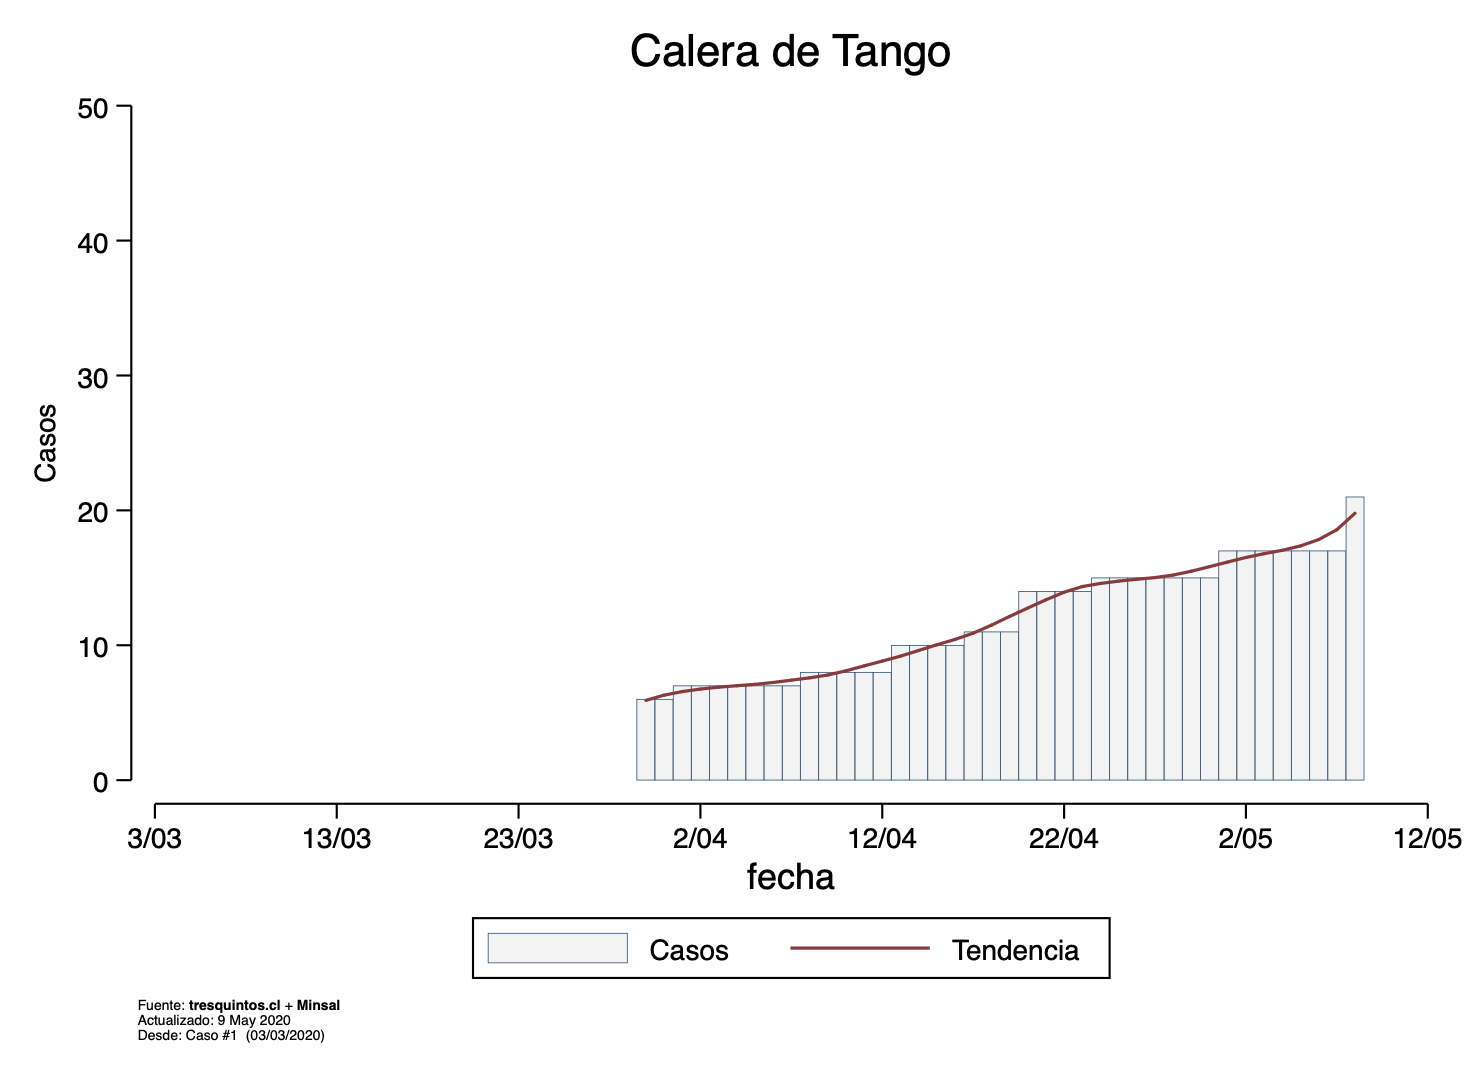 Calera de Tango
50
40
30
20
10
0
Casos
3/03 13/03 23/03 2/04 12/04 22/04 2/05 12/05
fecha
Casos Tendencia
Fuente: tresquintos.cl + Minsal
Actualizado: 9 May 2020
Desde: Caso #1 (03/03/2020)